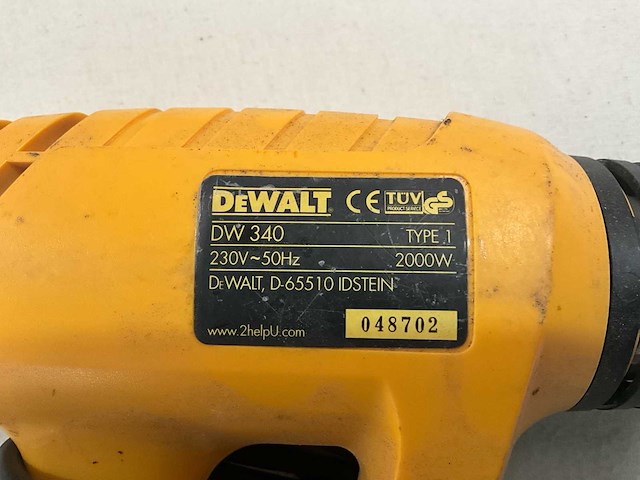 DEWALT CE TÜV PRODUCT SERVICE GS
DW 340 TYPE 1
230V~50Hz 2000W
DEWALT, D-65510 IDSTEIN
www.2helpU.com 048702